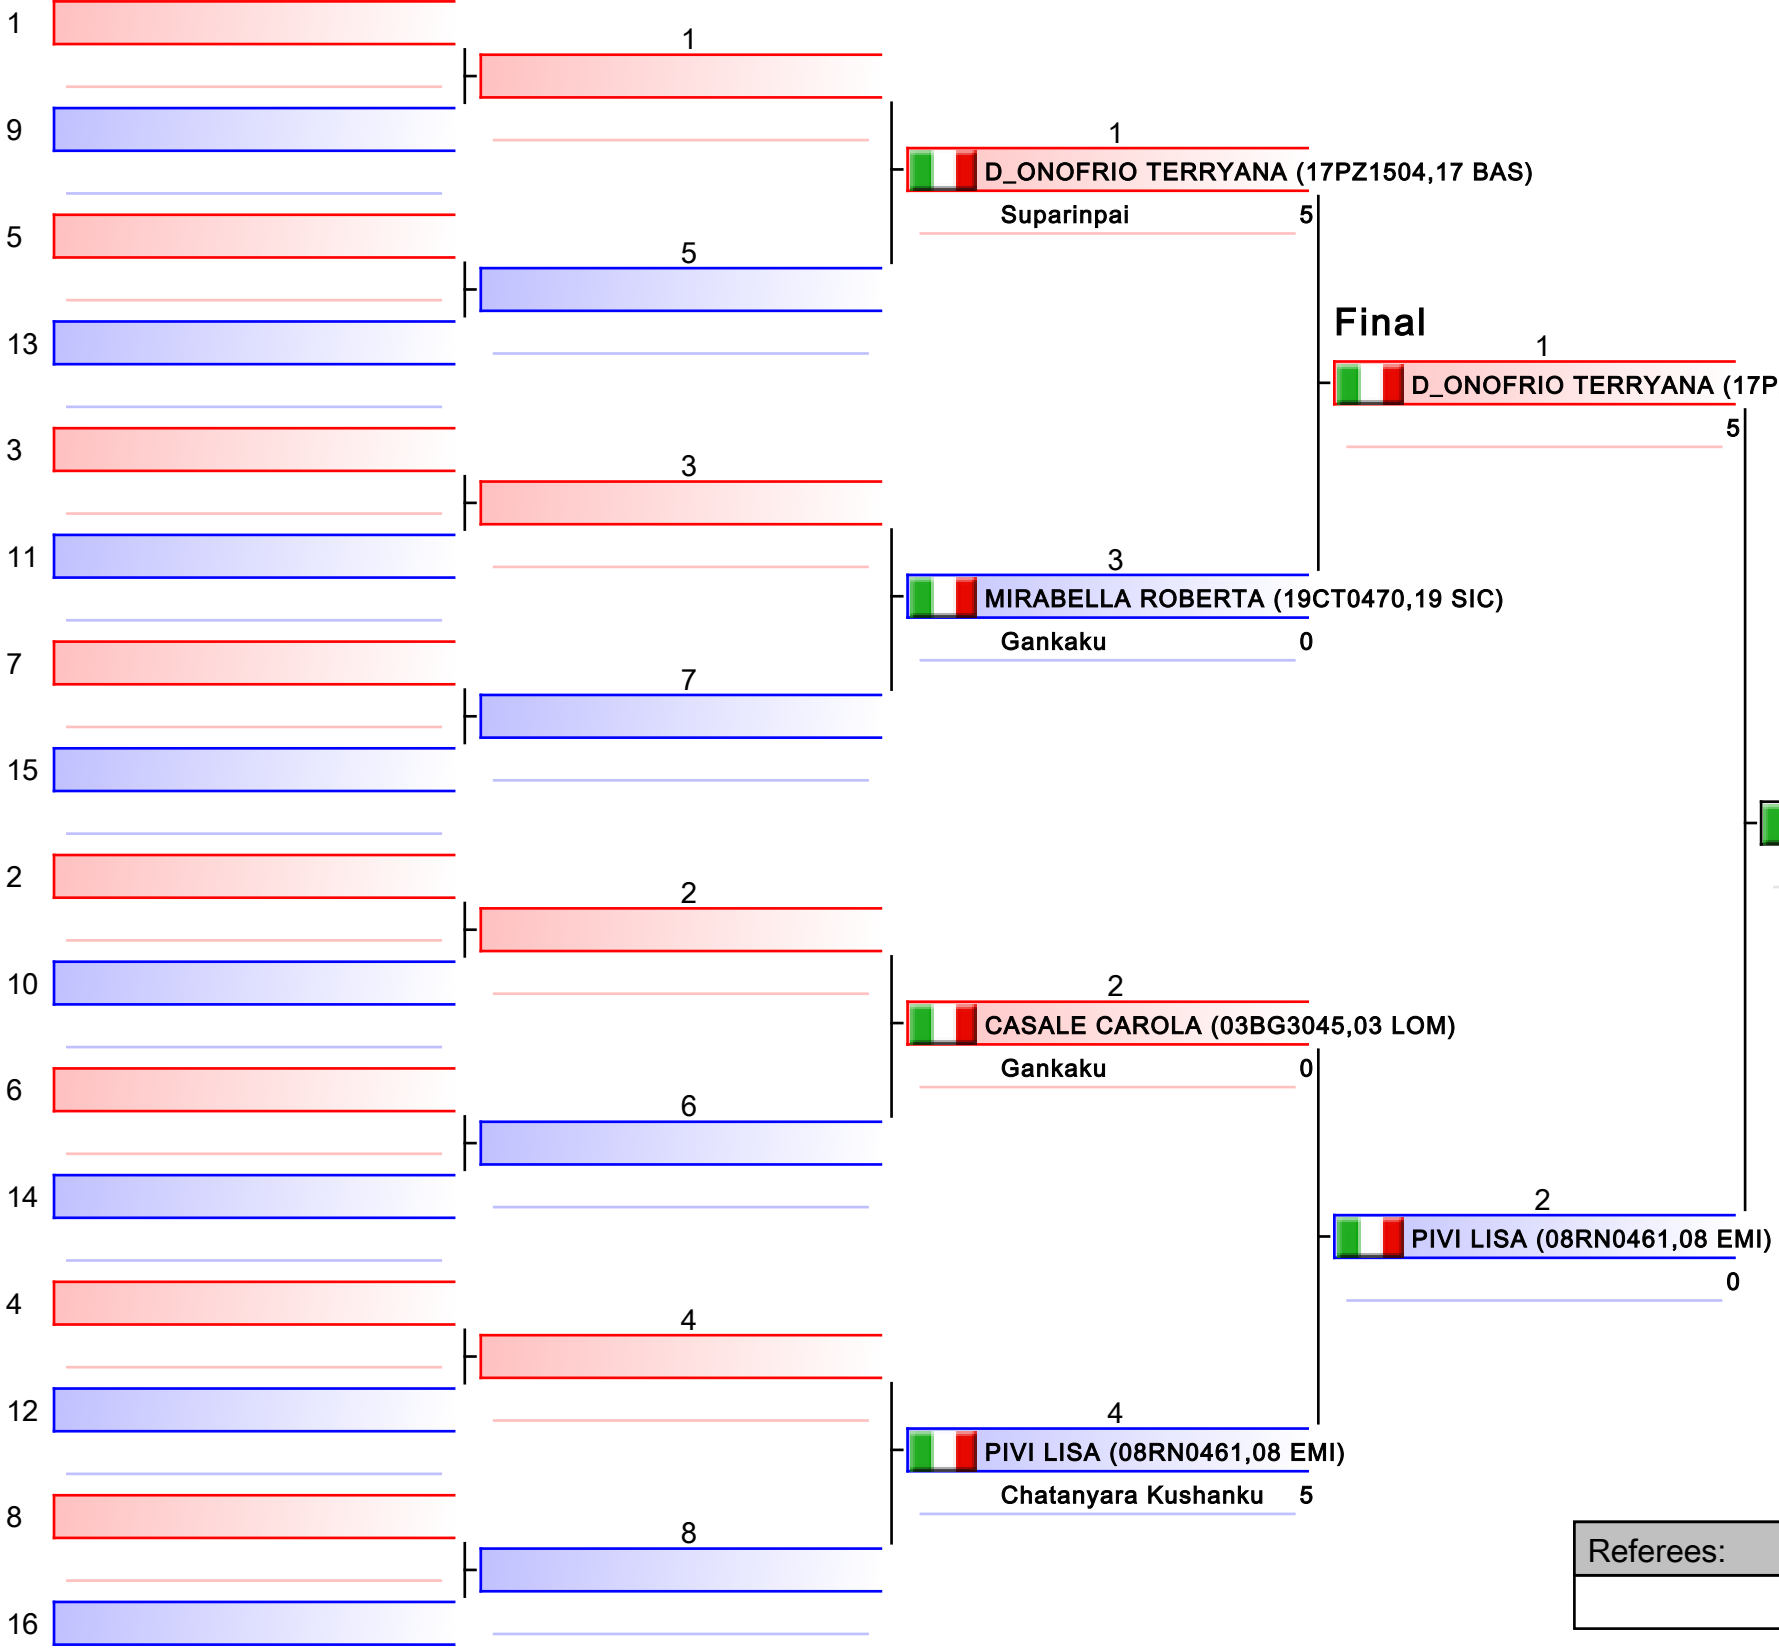 1
1
9
1
D_ONOFRIO TERRYANA (17PZ1504,17 BAS)
Suparinpai 5
5
5
Final
13
1
D_ONOFRIO TERRYANA (17P
5
3
3
11
3
MIRABELLA ROBERTA (19CT0470,19 SIC)
Gankaku 0
7
7
15
2
2
10
2
CASALE CAROLA (03BG3045,03 LOM)
Gankaku 0
6
6
14
2
PIVI LISA (08RN0461,08 EMI)
0
4
4
12
4
PIVI LISA (08RN0461,08 EMI)
Chatanyara Kushanku 5
8
8
Referees:
16